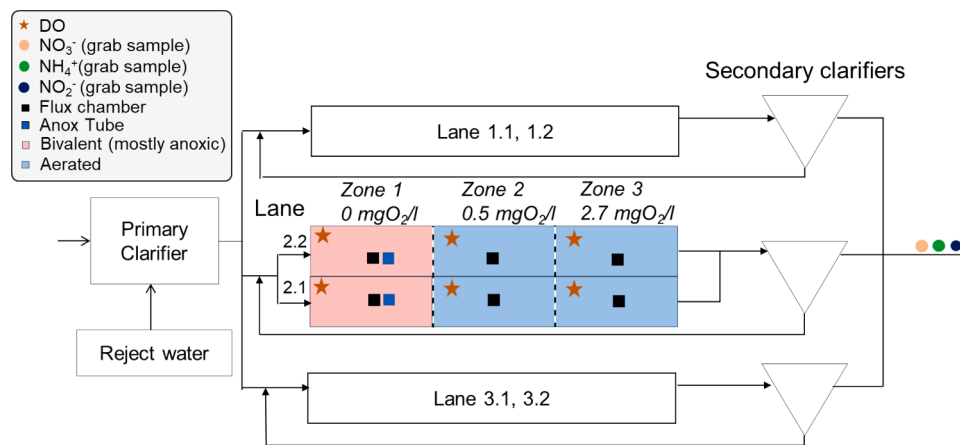 DO
NO₃⁻ (grab sample)
NH₄⁺(grab sample)
NO₂⁻ (grab sample)
Flux chamber
Anox Tube
Bivalent (mostly anoxic)
Aerated
Secondary clarifiers
Lane 1.1, 1.2
Zone 1
0 mgO₂/l
Zone 2
0.5 mgO₂/l
Zone 3
2.7 mgO₂/l
Lane
2.2
2.1
Primary
Clarifier
Reject water
Lane 3.1, 3.2